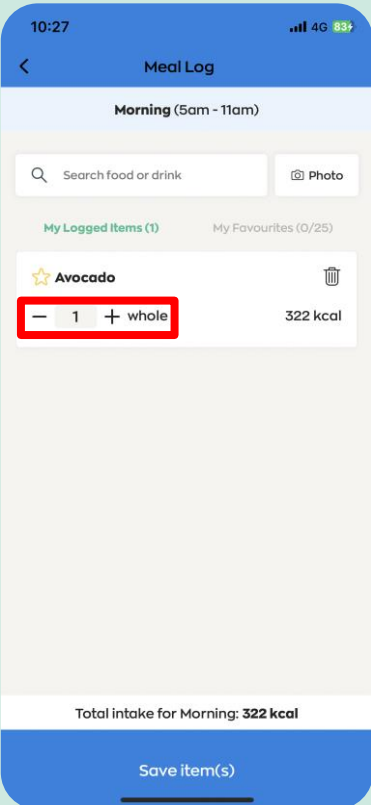 10:27 4G 83
Meal Log
Morning (5am - 11am)
Search food or drink Photo
My Logged Items (1) My Favourites (0/25)
Avocado
− 1 + whole 322 kcal
Total intake for Morning: 322 kcal
Save item(s)